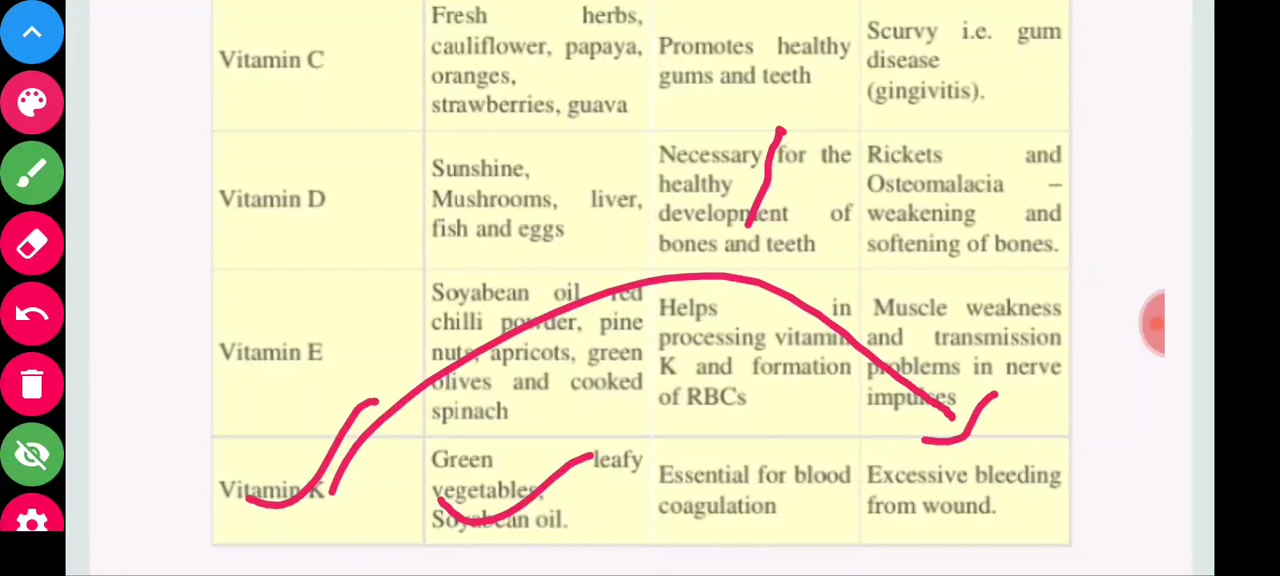 Vitamin C
Fresh herbs,
cauliflower, papaya,
oranges,
strawberries, guava
Promotes healthy
gums and teeth
Scurvy i.e. gum
disease
(gingivitis).
Vitamin D
Sunshine,
Mushrooms, liver,
fish and eggs
Necessary for the
healthy
development of
bones and teeth
Rickets and
Osteomalacia –
weakening and
softening of bones.
Vitamin E
Soyabean oil, red
chilli powder, pine
nuts, apricots, green
olives and cooked
spinach
Helps in
processing vitamin
K and formation
of RBCs
Muscle weakness
and transmission
problems in nerve
impulses
Vitamin K
Green leafy
vegetables,
Soyabean oil.
Essential for blood
coagulation
Excessive bleeding
from wound.